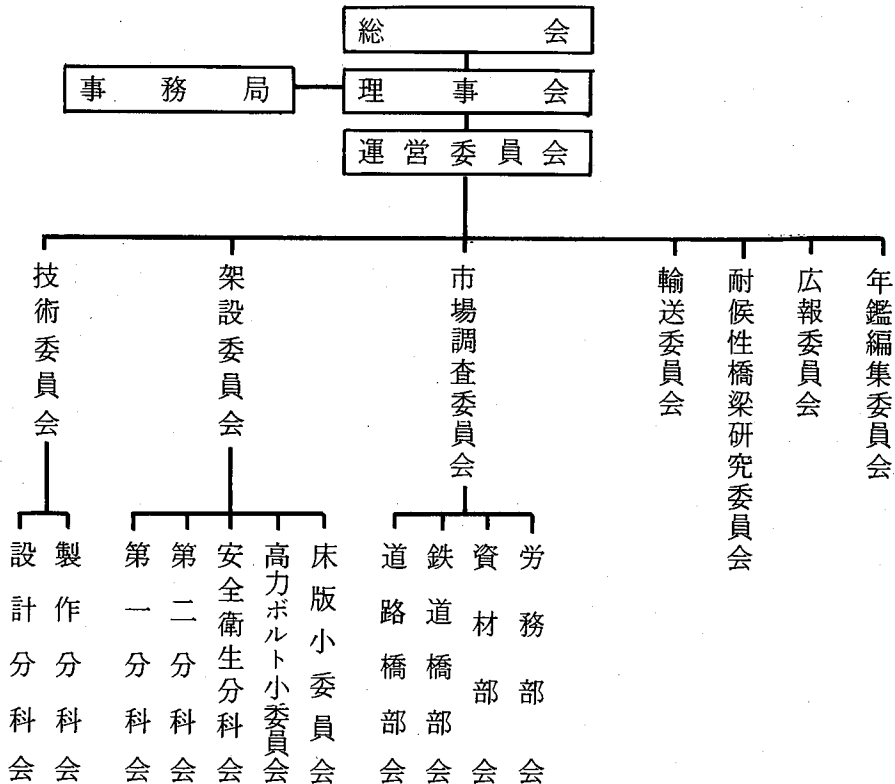 総会
事務局
理事会
運営委員会
技術委員会
架設委員会
市場調査委員会
輸送委員会
耐候性橋梁研究委員会
広報委員会
年鑑編集委員会
設計分科会
製作分科会
第一分科会
第二分科会
安全衛生分科会
高力ボルト小委員会
床版小委員会
道路橋部会
鉄道橋部会
資材部会
労務部会